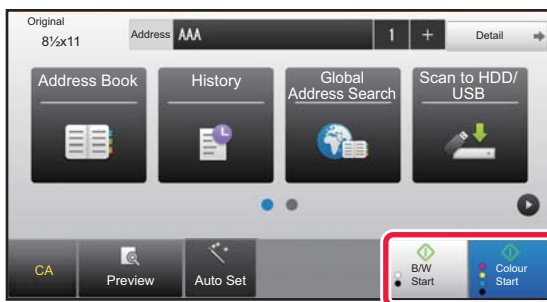 Original
8½x11
Address AAA 1 + Detail
Address Book
History
Global
Address Search
Scan to HDD/
USB
CA
Preview
Auto Set
B/W
Start
Colour
Start